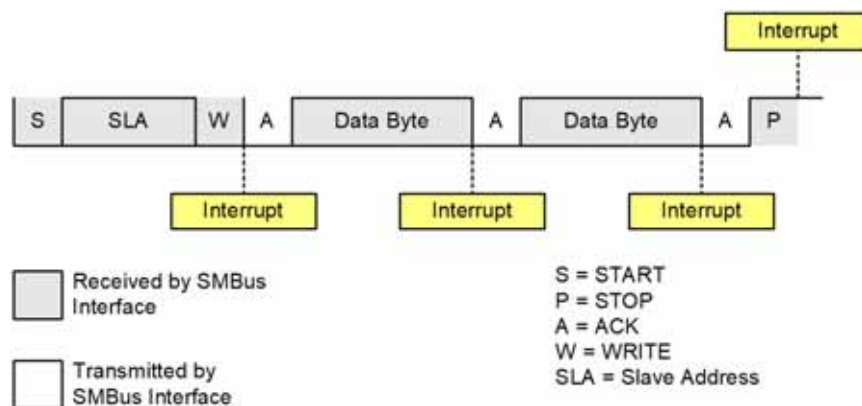 Interrupt
S SLA W A Data Byte A Data Byte A P
Interrupt Interrupt Interrupt
Received by SMBus
Interface
Transmitted by
SMBus Interface
S = START
P = STOP
A = ACK
W = WRITE
SLA = Slave Address